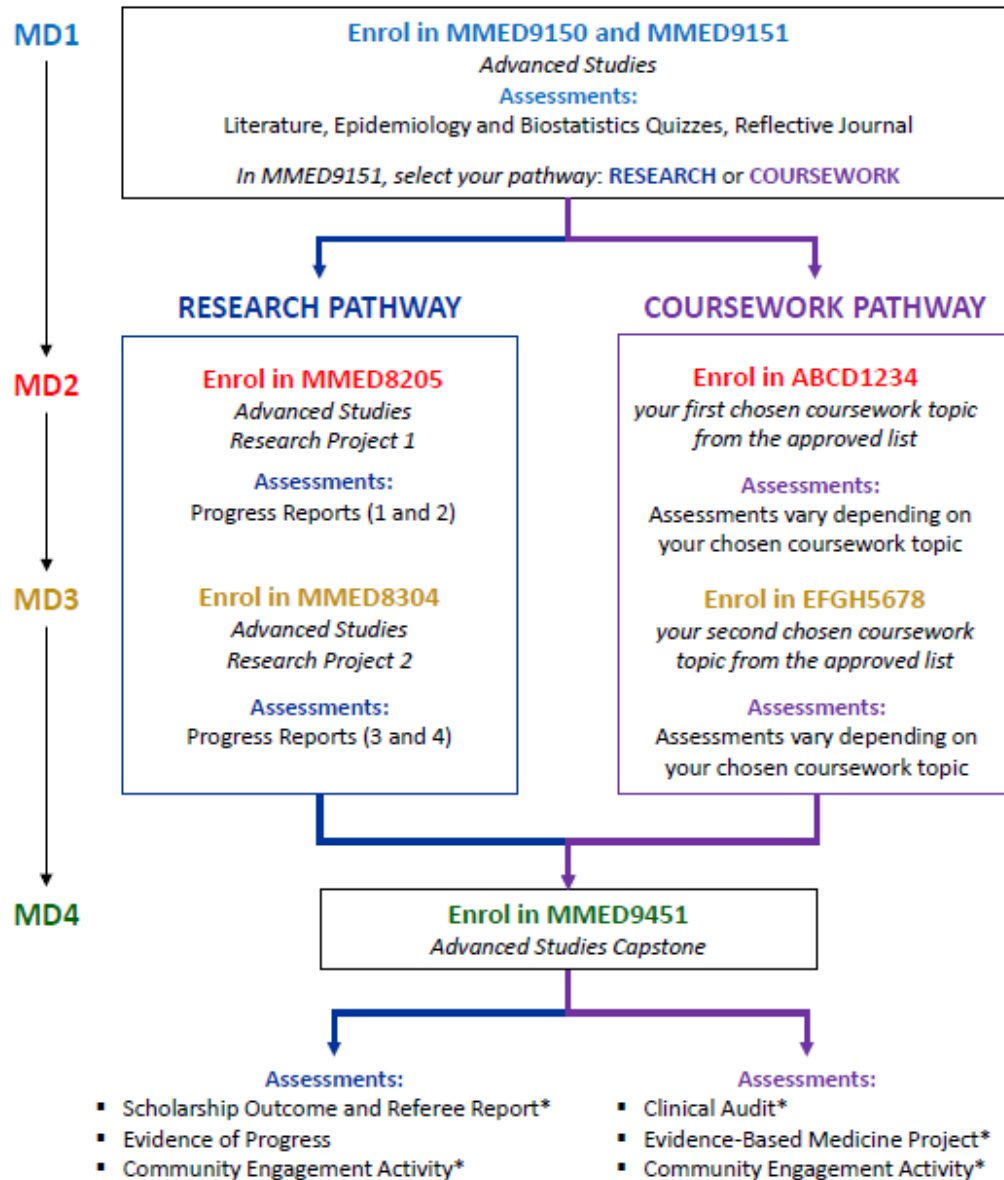 MD1
Enrol in MMED9150 and MMED9151
Advanced Studies
Assessments:
Literature, Epidemiology and Biostatistics Quizzes, Reflective Journal
In MMED9151, select your pathway: RESEARCH or COURSEWORK
RESEARCH PATHWAY
COURSEWORK PATHWAY
MD2
Enrol in MMED8205
Advanced Studies
Research Project 1
Assessments:
Progress Reports (1 and 2)
Enrol in ABCD1234
your first chosen coursework topic
from the approved list
Assessments:
Assessments vary depending on
your chosen coursework topic
MD3
Enrol in MMED8304
Advanced Studies
Research Project 2
Assessments:
Progress Reports (3 and 4)
Enrol in EFGH5678
your second chosen coursework
topic from the approved list
Assessments:
Assessments vary depending on
your chosen coursework topic
MD4
Enrol in MMED9451
Advanced Studies Capstone
Assessments:
▪ Scholarship Outcome and Referee Report*
▪ Evidence of Progress
▪ Community Engagement Activity*
Assessments:
▪ Clinical Audit*
▪ Evidence-Based Medicine Project*
▪ Community Engagement Activity*